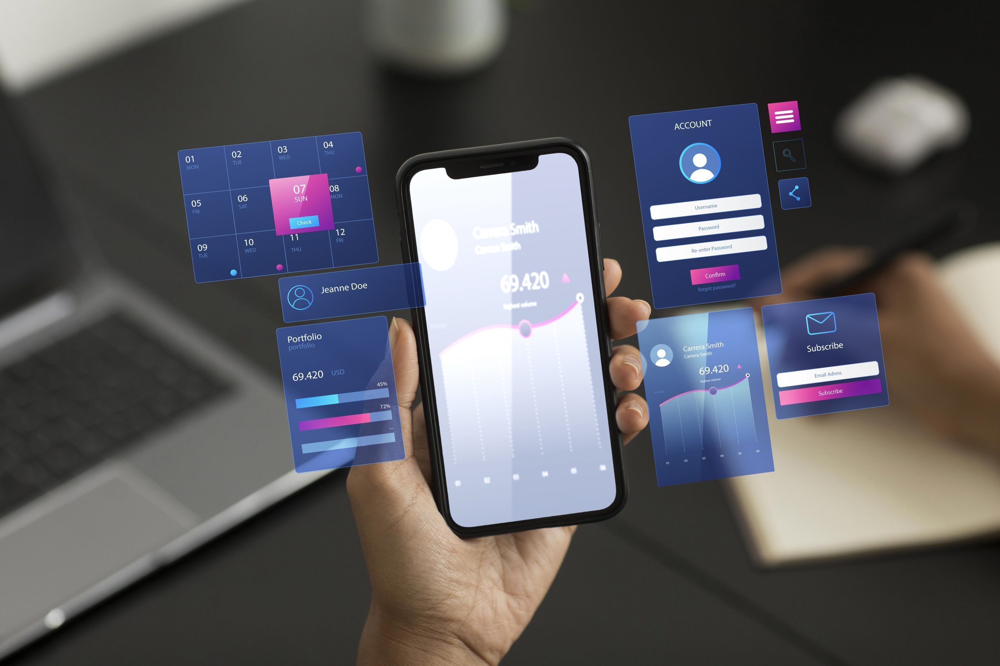 01
MON
02
TUE
03
WED
04
THU
05
FRI
06
SAT
07
SUN
Check
08
MON
09
TUE
10
WED
11
THU
12
FRI
Jeanne Doe
Portfolio
portfolio
69.420 USD
45%
72%
--
Carrera Smith
Carrera Smith
69.420
highest volume
01 02 03 04 05 06
ACCOUNT
Username
Password
Re-enter Password
Confirm
forgot password?
Carrera Smith
Carrera Smith
69.420
highest volume
01 02 03 04 05 06
Subscribe
Email Adress
Subscribe